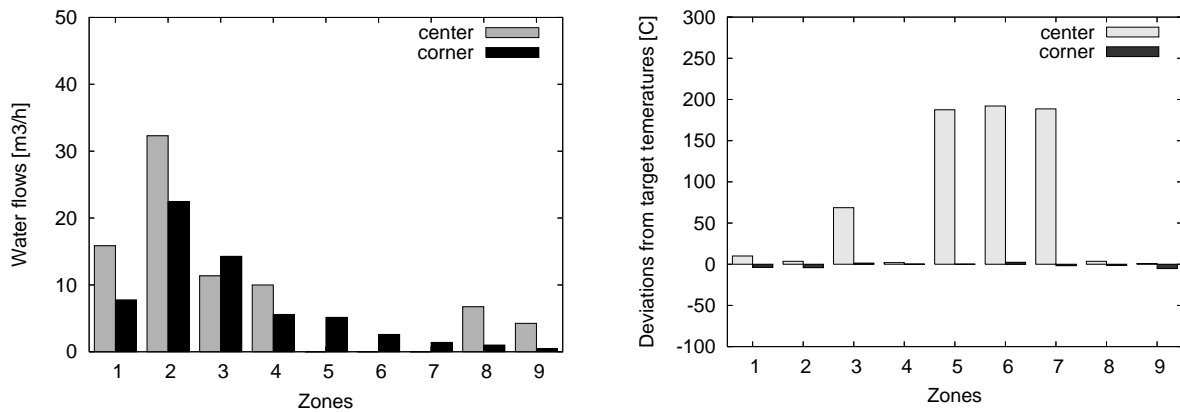 50
40
30
20
10
0
Water flows [m3/h]
center
corner
1 2 3 4 5 6 7 8 9
Zones
300
250
200
150
100
50
0
-50
-100
Deviations from target temeratures [C]
center
corner
1 2 3 4 5 6 7 8 9
Zones